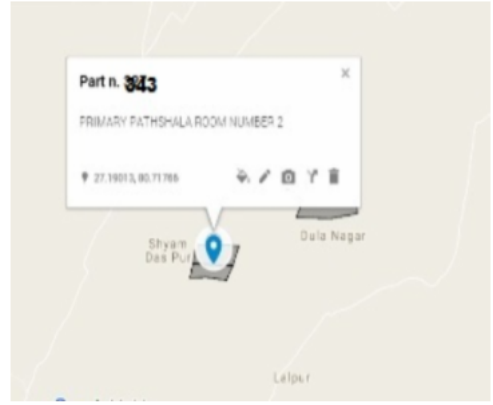 Part n. 343
PRIMARY PATHSHALA ROOM NUMBER 2
27.19013, 80.71766
Shyam
Das Pur
Dula Nagar
Lalpur